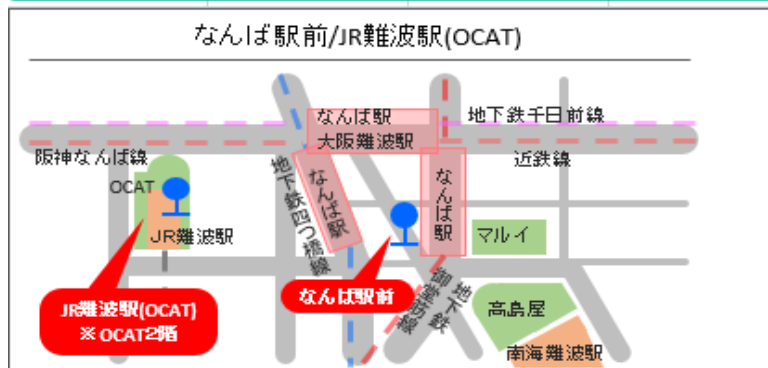 なんば駅前/JR難波駅(OCAT)
なんば駅
大阪難波駅
地下鉄千日前線
阪神なんば線
近鉄線
OCAT
JR難波駅
地下鉄四つ橋線
なんば駅
なんば駅
マルイ
JR難波駅(OCAT)
※OCAT2階
なんば駅前
地下鉄
御堂筋線
高島屋
南海難波駅